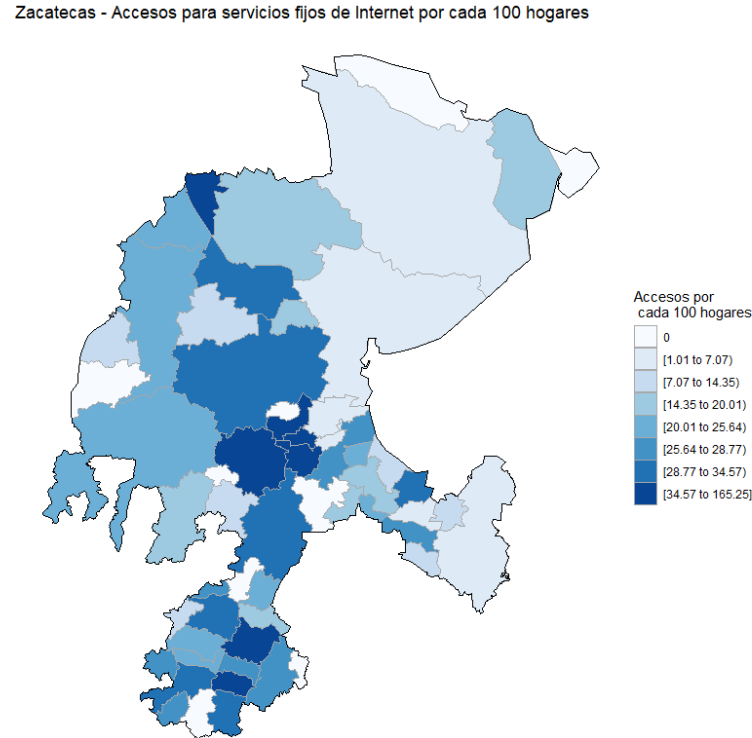 Zacatecas - Accesos para servicios fijos de Internet por cada 100 hogares
Accesos por
cada 100 hogares
0
[1.01 to 7.07)
[7.07 to 14.35)
[14.35 to 20.01)
[20.01 to 25.64)
[25.64 to 28.77)
[28.77 to 34.57)
[34.57 to 165.25]